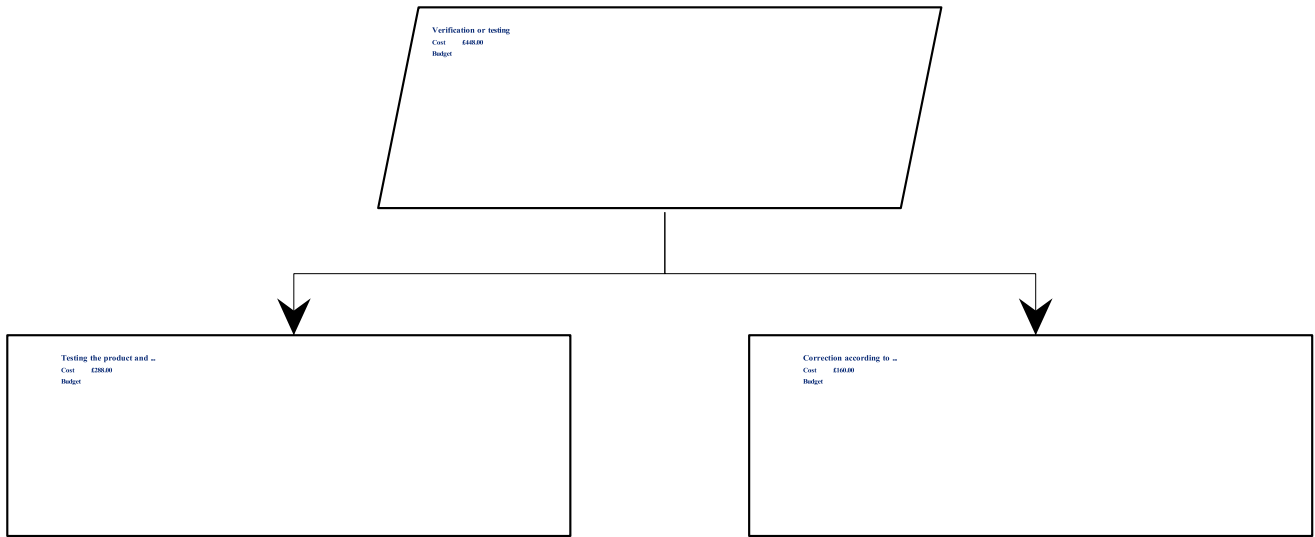 Verification or testing
Cost £448.00
Budget
Testing the product and ...
Cost £288.00
Budget
Correction according to ...
Cost £160.00
Budget